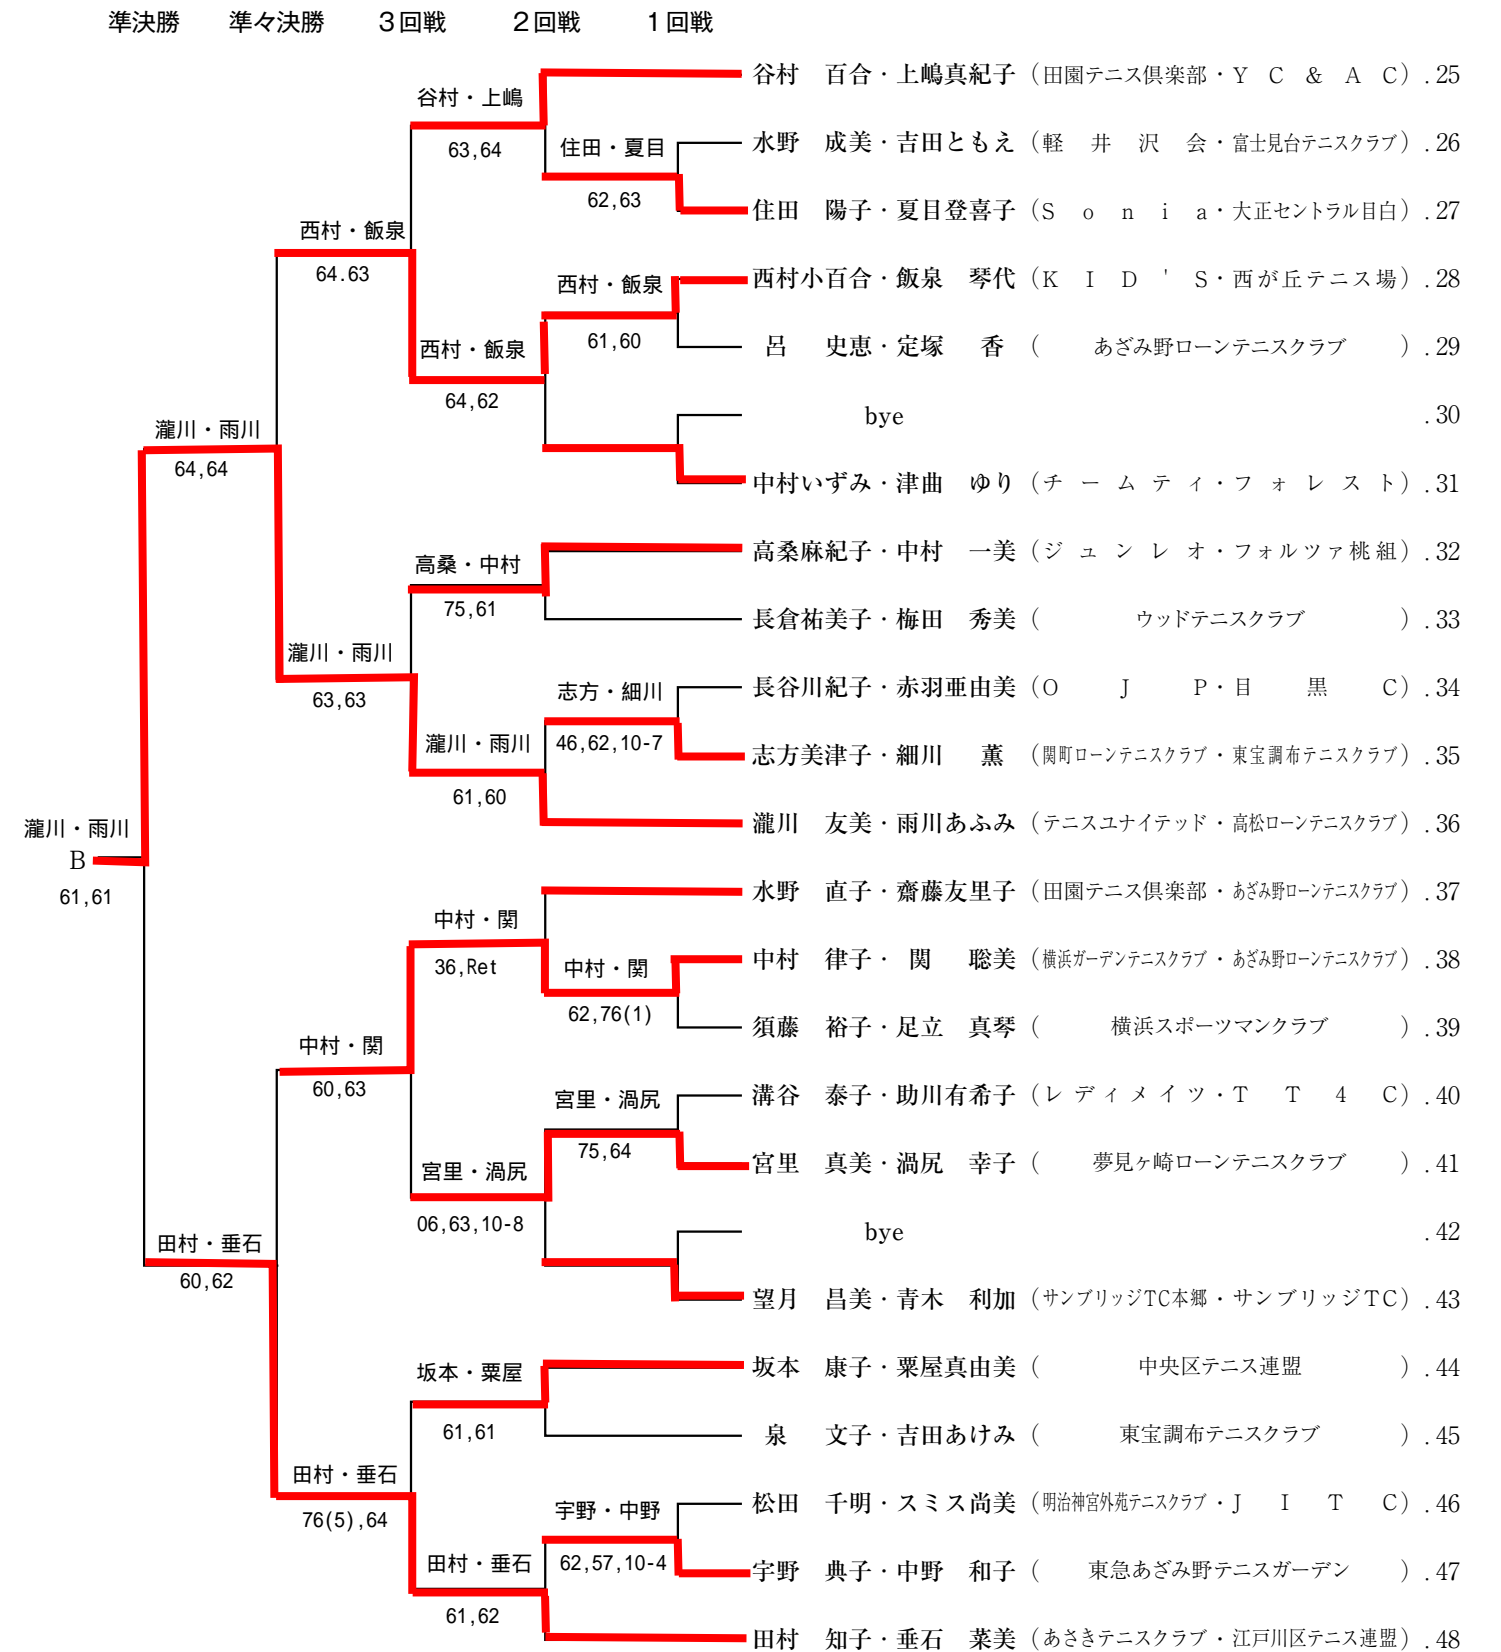 準決勝 準々決勝 3回戦 2回戦 1回戦
谷村 百合・上嶋真紀子（田園テニス倶楽部・YC&AC）.25
谷村・上嶋
63,64
水野 成美・吉田ともえ（軽井沢会・富士見台テニスクラブ）.26
住田・夏目
62,63
住田 陽子・夏目登喜子（Sonia・大正セントラル目白）.27
西村・飯泉
64.63
西村小百合・飯泉 琴代（KID'S・西が丘テニス場）.28
西村・飯泉
61,60
呂 史恵・定塚 香（あざみ野ローンテニスクラブ）.29
西村・飯泉
64,62
bye .30
瀧川・雨川
64,64
中村いずみ・津曲 ゆり（チームティ・フォレスト）.31
高桑麻紀子・中村 一美（ジュンレオ・フォルツァ桃組）.32
高桑・中村
75,61
長倉祐美子・梅田 秀美（ウッドテニスクラブ）.33
瀧川・雨川
63,63
長谷川紀子・赤羽亜由美（OJP・目黒C）.34
志方・細川
46,62,10-7
志方美津子・細川 薫（関町ローンテニスクラブ・東宝調布テニスクラブ）.35
瀧川・雨川
61,60
瀧川 友美・雨川あふみ（テニスユナイテッド・高松ローンテニスクラブ）.36
瀧川・雨川
B
61,61
水野 直子・齋藤友里子（田園テニス倶楽部・あざみ野ローンテニスクラブ）.37
中村・関
36,Ret
中村 律子・関 聡美（横浜ガーデンテニスクラブ・あざみ野ローンテニスクラブ）.38
中村・関
62,76(1)
須藤 裕子・足立 真琴（横浜スポーツマンクラブ）.39
中村・関
60,63
溝谷 泰子・助川有希子（レディメイツ・TT4C）.40
宮里・渦尻
75,64
宮里 真美・渦尻 幸子（夢見ヶ崎ローンテニスクラブ）.41
宮里・渦尻
06,63,10-8
bye .42
田村・垂石
60,62
望月 昌美・青木 利加（サンブリッジTC本郷・サンブリッジTC）.43
坂本 康子・粟屋真由美（中央区テニス連盟）.44
坂本・粟屋
61,61
泉 文子・吉田あけみ（東宝調布テニスクラブ）.45
田村・垂石
76(5),64
松田 千明・スミス尚美（明治神宮外苑テニスクラブ・JITC）.46
宇野・中野
62,57,10-4
宇野 典子・中野 和子（東急あざみ野テニスガーデン）.47
田村・垂石
61,62
田村 知子・垂石 菜美（あさきテニスクラブ・江戸川区テニス連盟）.48